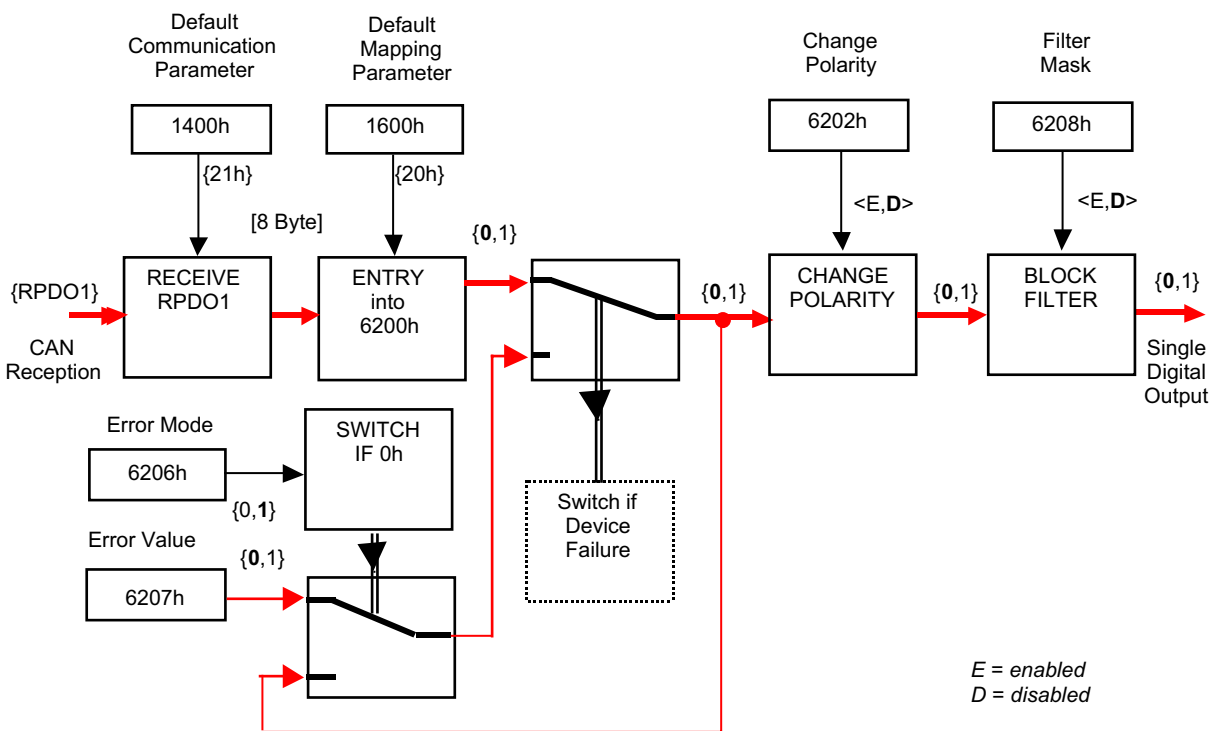 Default
Communication
Parameter
Default
Mapping
Parameter
Change
Polarity
Filter
Mask
1400h
1600h
6202h
6208h
{21h}
{20h}
<E,D>
<E,D>
[8 Byte]
{0,1}
{RPDO1}
CAN
Reception
RECEIVE
RPDO1
ENTRY
into
6200h
{0,1}
CHANGE
POLARITY
{0,1}
BLOCK
FILTER
{0,1}
Single
Digital
Output
Error Mode
6206h
{0,1}
SWITCH
IF 0h
Switch if
Device
Failure
Error Value
{0,1}
6207h
E = enabled
D = disabled